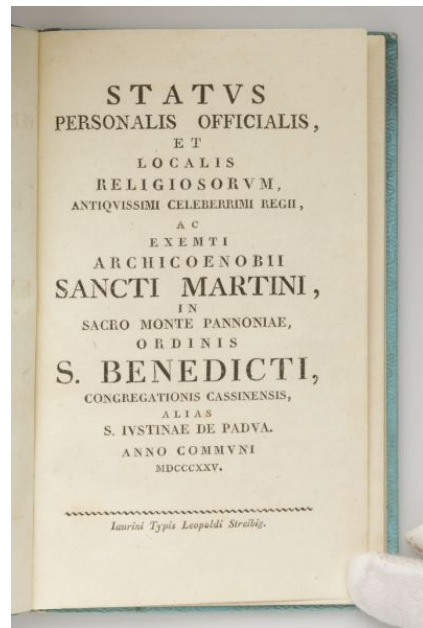 STATVS
PERSONALIS OFFICIALIS,
ET
LOCALIS
RELIGIOSORVM,
ANTIQVISSIMI CELEBERRIMI REGII,
AC
EXEMTI
ARCHICOENOBII
SANCTI MARTINI,
IN
SACRO MONTE PANNONIAE,
ORDINIS
S. BENEDICTI,
CONGREGATIONIS CASSINENSIS,
ALIAS
S. IVSTINAE DE PADVA.
ANNO COMMVNI
MDCCCXXV.
Iaurini Typis Leopoldi Streibig.